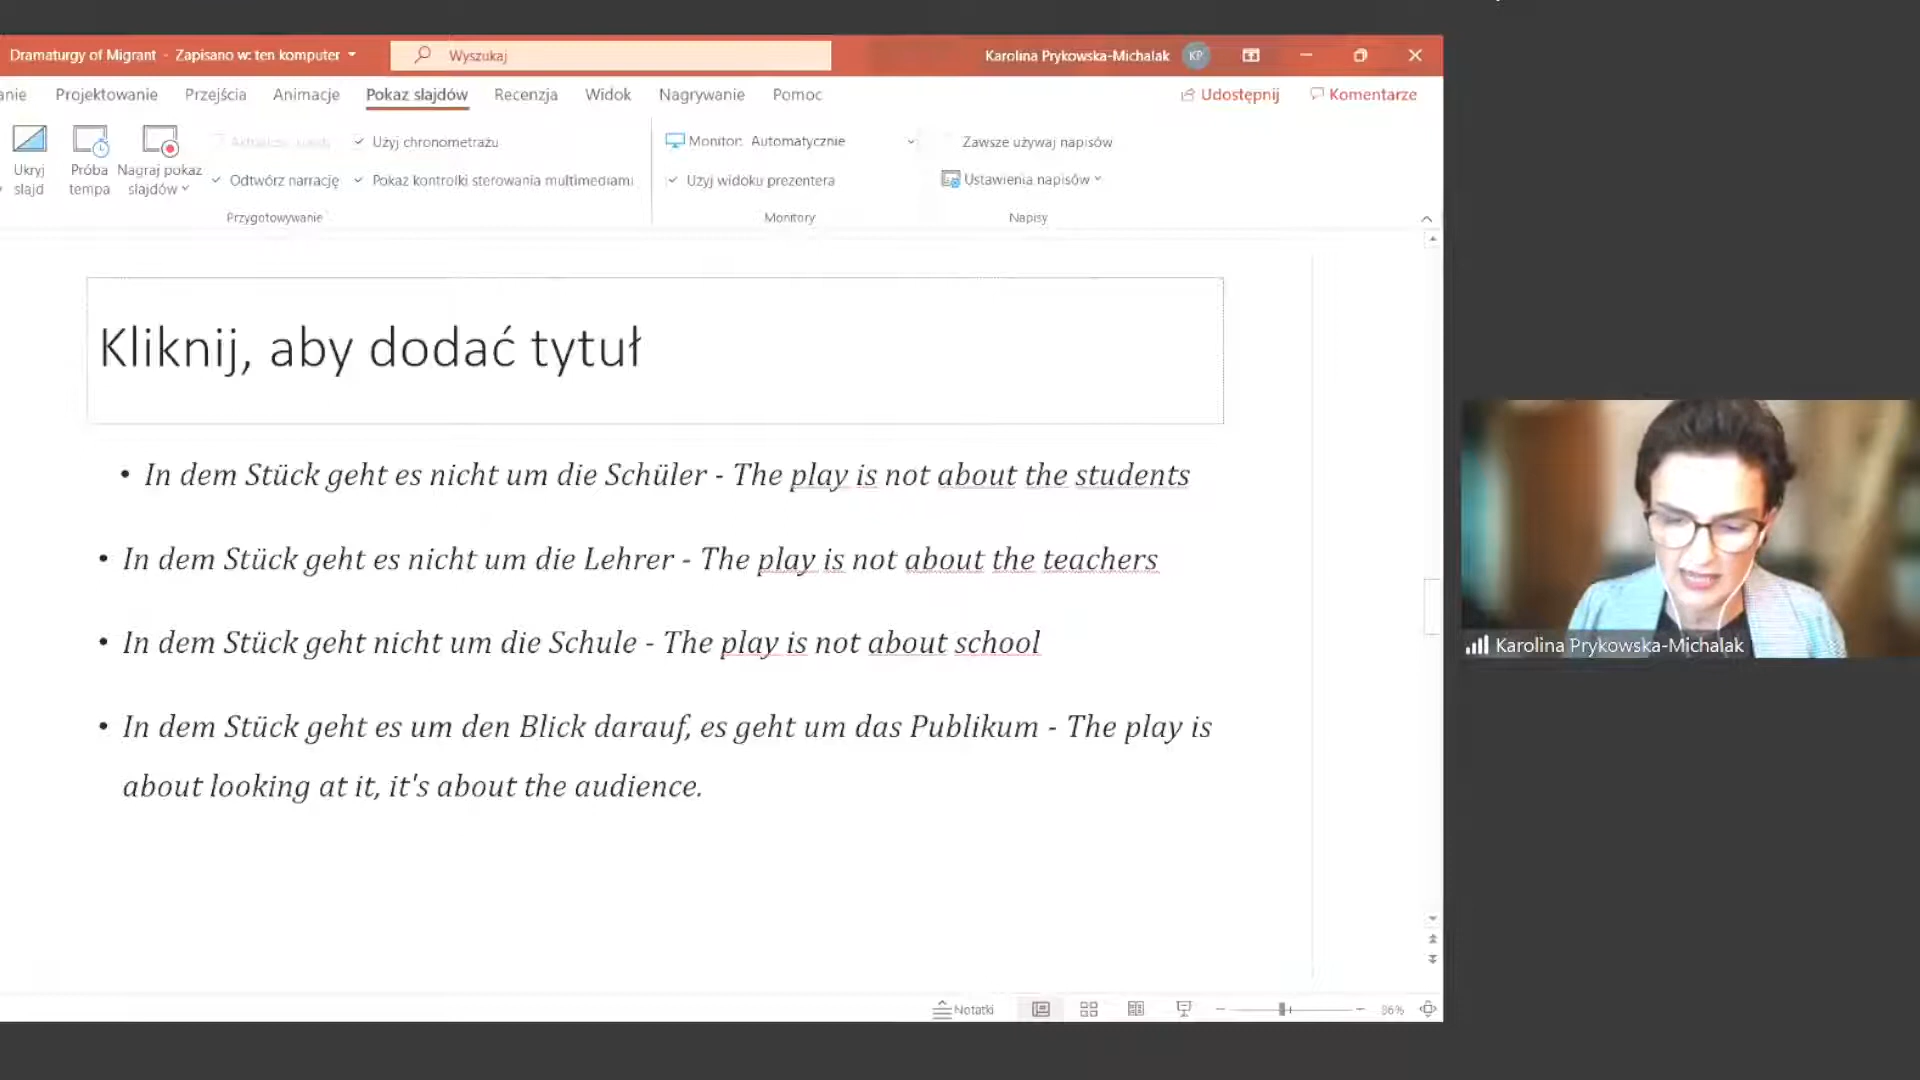 Dramaturgy of Migrant - Zapisano w: ten komputer
Wyszukaj
Karolina Prykowska-Michalak KP
anie Projektowanie Przejścia Animacje Pokaz slajdów Recenzja Widok Nagrywanie Pomoc
Udostępnij Komentarze
Ukryj slajd
Próba tempa
Nagraj pokaz slajdów
Użyj chronometrażu
Odtwórz narrację Pokaż kontrolki sterowania multimediami
Przygotowywanie
Monitor: Automatycznie
Użyj widoku prezentera
Monitory
Zawsze używaj napisów
Ustawienia napisów
Napisy
Kliknij, aby dodać tytuł
• In dem Stück geht es nicht um die Schüler - The play is not about the students
• In dem Stück geht es nicht um die Lehrer - The play is not about the teachers
• In dem Stück geht nicht um die Schule - The play is not about school
• In dem Stück geht es um den Blick darauf, es geht um das Publikum - The play is
about looking at it, it's about the audience.
Karolina Prykowska-Michalak
Notatki
86%